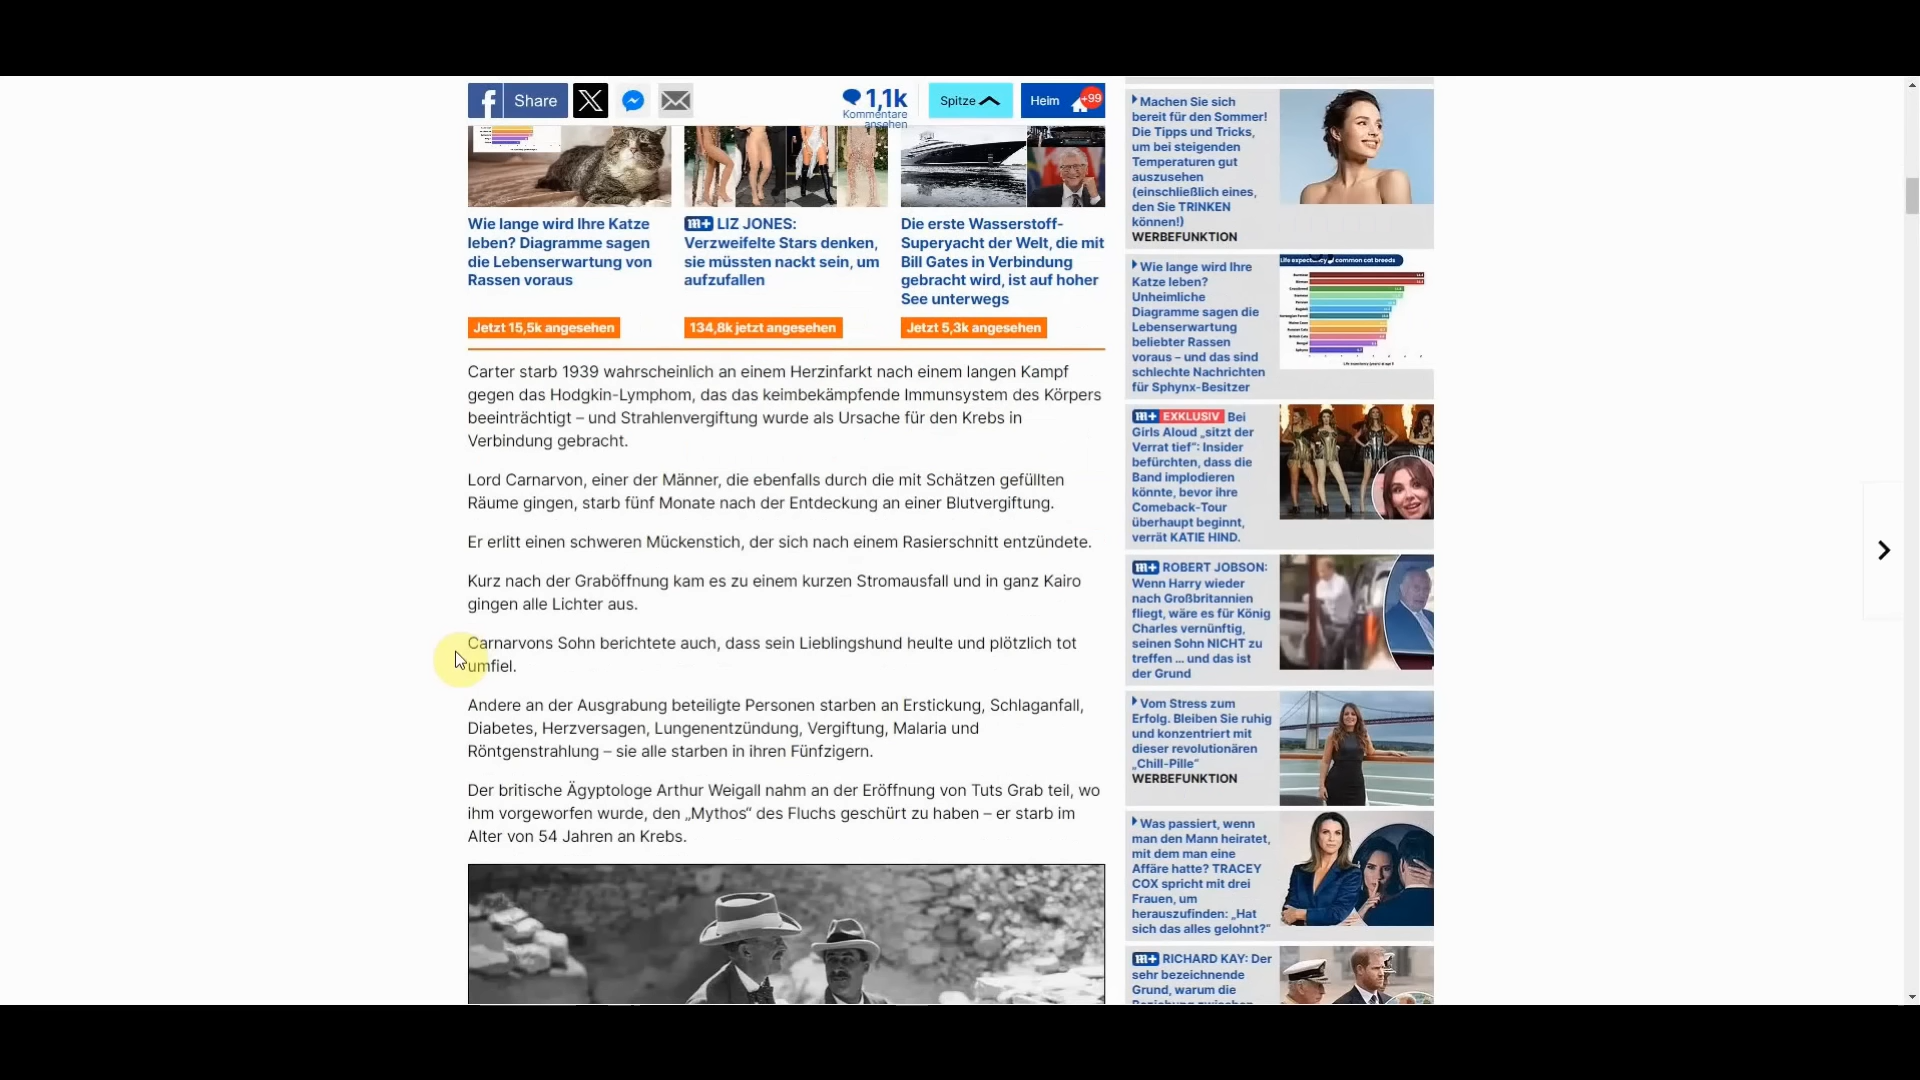 Share
1,1k
Kommentare
ansehen
Spitze
Heim
+99
Wie lange wird Ihre Katze
leben? Diagramme sagen
die Lebenserwartung von
Rassen voraus
Jetzt 15,5k angesehen
m+ LIZ JONES:
Verzweifelte Stars denken,
sie müssten nackt sein, um
aufzufallen
134,8k jetzt angesehen
Die erste Wasserstoff-
Superyacht der Welt, die mit
Bill Gates in Verbindung
gebracht wird, ist auf hoher
See unterwegs
Jetzt 5,3k angesehen
Carter starb 1939 wahrscheinlich an einem Herzinfarkt nach einem langen Kampf
gegen das Hodgkin-Lymphom, das das keimbekämpfende Immunsystem des Körpers
beeinträchtigt – und Strahlenvergiftung wurde als Ursache für den Krebs in
Verbindung gebracht.
Lord Carnarvon, einer der Männer, die ebenfalls durch die mit Schätzen gefüllten
Räume gingen, starb fünf Monate nach der Entdeckung an einer Blutvergiftung.
Er erlitt einen schweren Mückenstich, der sich nach einem Rasierschnitt entzündete.
Kurz nach der Graböffnung kam es zu einem kurzen Stromausfall und in ganz Kairo
gingen alle Lichter aus.
Carnarvons Sohn berichtete auch, dass sein Lieblingshund heulte und plötzlich tot
umfiel.
Andere an der Ausgrabung beteiligte Personen starben an Erstickung, Schlaganfall,
Diabetes, Herzversagen, Lungenentzündung, Vergiftung, Malaria und
Röntgenstrahlung – sie alle starben in ihren Fünfzigern.
Der britische Ägyptologe Arthur Weigall nahm an der Eröffnung von Tuts Grab teil, wo
ihm vorgeworfen wurde, den „Mythos“ des Fluchs geschürt zu haben – er starb im
Alter von 54 Jahren an Krebs.
Machen Sie sich
bereit für den Sommer!
Die Tipps und Tricks,
um bei steigenden
Temperaturen gut
auszusehen
(einschließlich eines,
den Sie TRINKEN
können!)
WERBEFUNKTION
Wie lange wird Ihre
Katze leben?
Unheimliche
Diagramme sagen die
Lebenserwartung
beliebter Rassen
voraus – und das sind
schlechte Nachrichten
für Sphynx-Besitzer
common cat breeds
m+ EXKLUSIV Bei
Girls Aloud „sitzt der
Verrat tief“: Insider
befürchten, dass die
Band implodieren
könnte, bevor ihre
Comeback-Tour
überhaupt beginnt,
verrät KATIE HIND.
m+ ROBERT JOBSON:
Wenn Harry wieder
nach Großbritannien
fliegt, wäre es für König
Charles vernünftig,
seinen Sohn NICHT zu
treffen ... und das ist
der Grund
Vom Stress zum
Erfolg. Bleiben Sie ruhig
und konzentriert mit
dieser revolutionären
„Chill-Pille“
WERBEFUNKTION
Was passiert, wenn
man den Mann heiratet,
mit dem man eine
Affäre hatte? TRACEY
COX spricht mit drei
Frauen, um
herauszufinden: „Hat
sich das alles gelohnt?“
m+ RICHARD KAY: Der
sehr bezeichnende
Grund, warum die